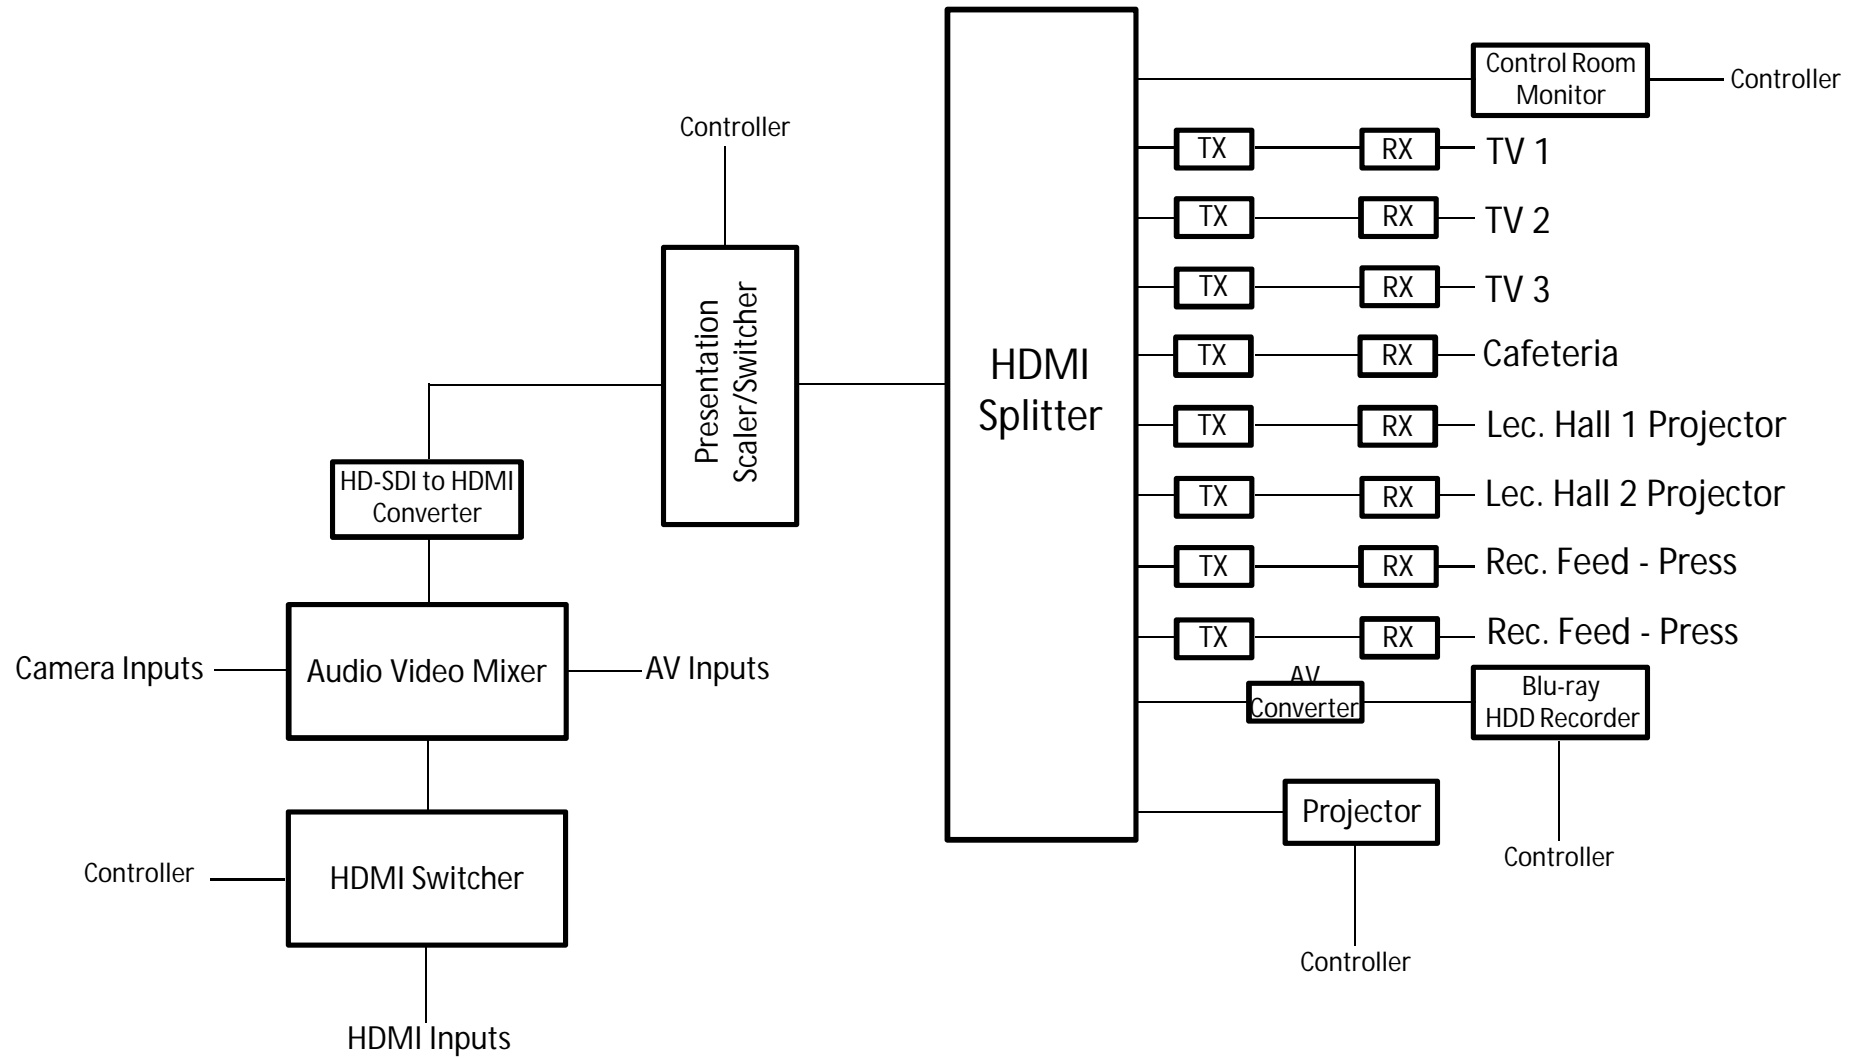 Control Room
Monitor
Controller
Controller
TX
RX
TV 1
TX
RX
TV 2
TX
RX
TV 3
TX
RX
Cafeteria
TX
RX
Lec. Hall 1 Projector
TX
RX
Lec. Hall 2 Projector
TX
RX
Rec. Feed - Press
TX
RX
Rec. Feed - Press
HDMI
Splitter
Presentation
Scaler/Switcher
HD-SDI to HDMI
Converter
Camera Inputs
Audio Video Mixer
AV Inputs
AV
Converter
Blu-ray
HDD Recorder
Projector
Controller
Controller
HDMI Switcher
Controller
HDMI Inputs